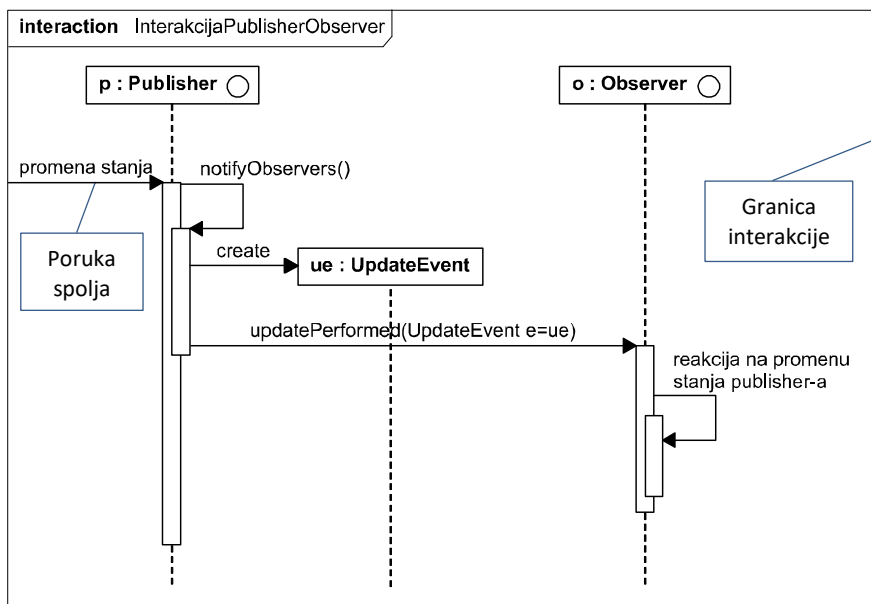 interaction InterakcijaPublisherObserver
p : Publisher
o : Observer
promena stanja
notifyObservers()
Poruka
spolja
create
ue : UpdateEvent
Granica
interakcije
updatePerformed(UpdateEvent e=ue)
reakcija na promenu
stanja publisher-a